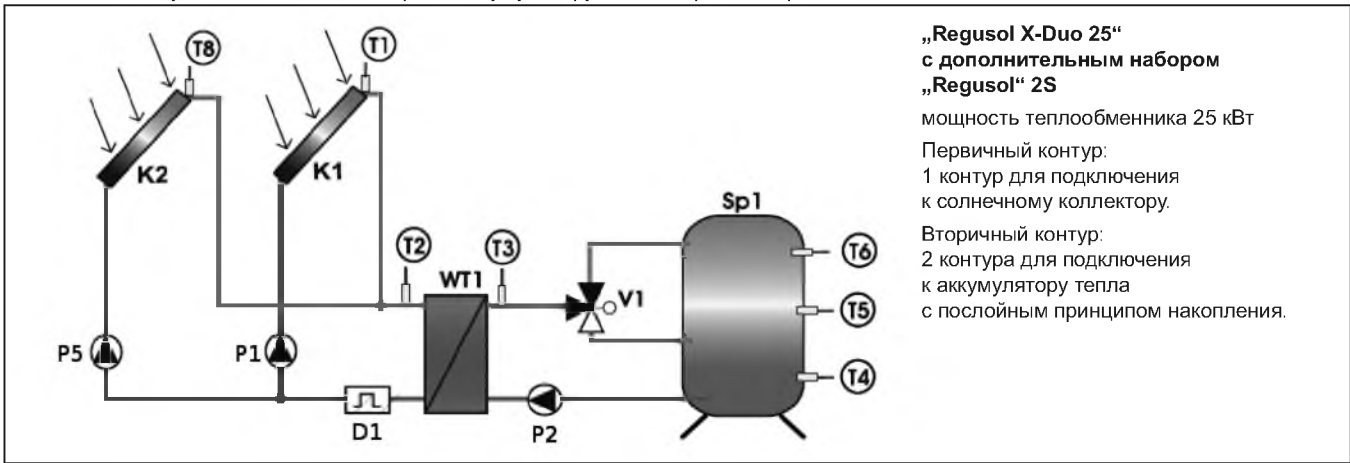 T8
T1
K2
K1
Sp1
T2
T3
WT1
V1
T6
T5
T4
P5
P1
D1
P2
„Regusol X-Duo 25“
с дополнительным набором
„Regusol“ 2S
мощность теплообменника 25 кВт
Первичный контур:
1 контур для подключения
к солнечному коллектору.
Вторичный контур:
2 контура для подключения
к аккумулятору тепла
с послойным принципом накопления.